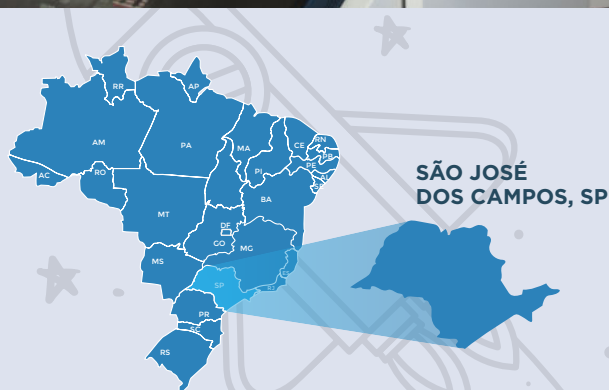 RR
AP
AM
PA
MA
CE
RN
PB
PE
AL
SE
PI
AC
RO
BA
MT
DF
GO
MG
MS
ES
SP
RJ
PR
SC
RS
SÃO JOSÉ
DOS CAMPOS, SP